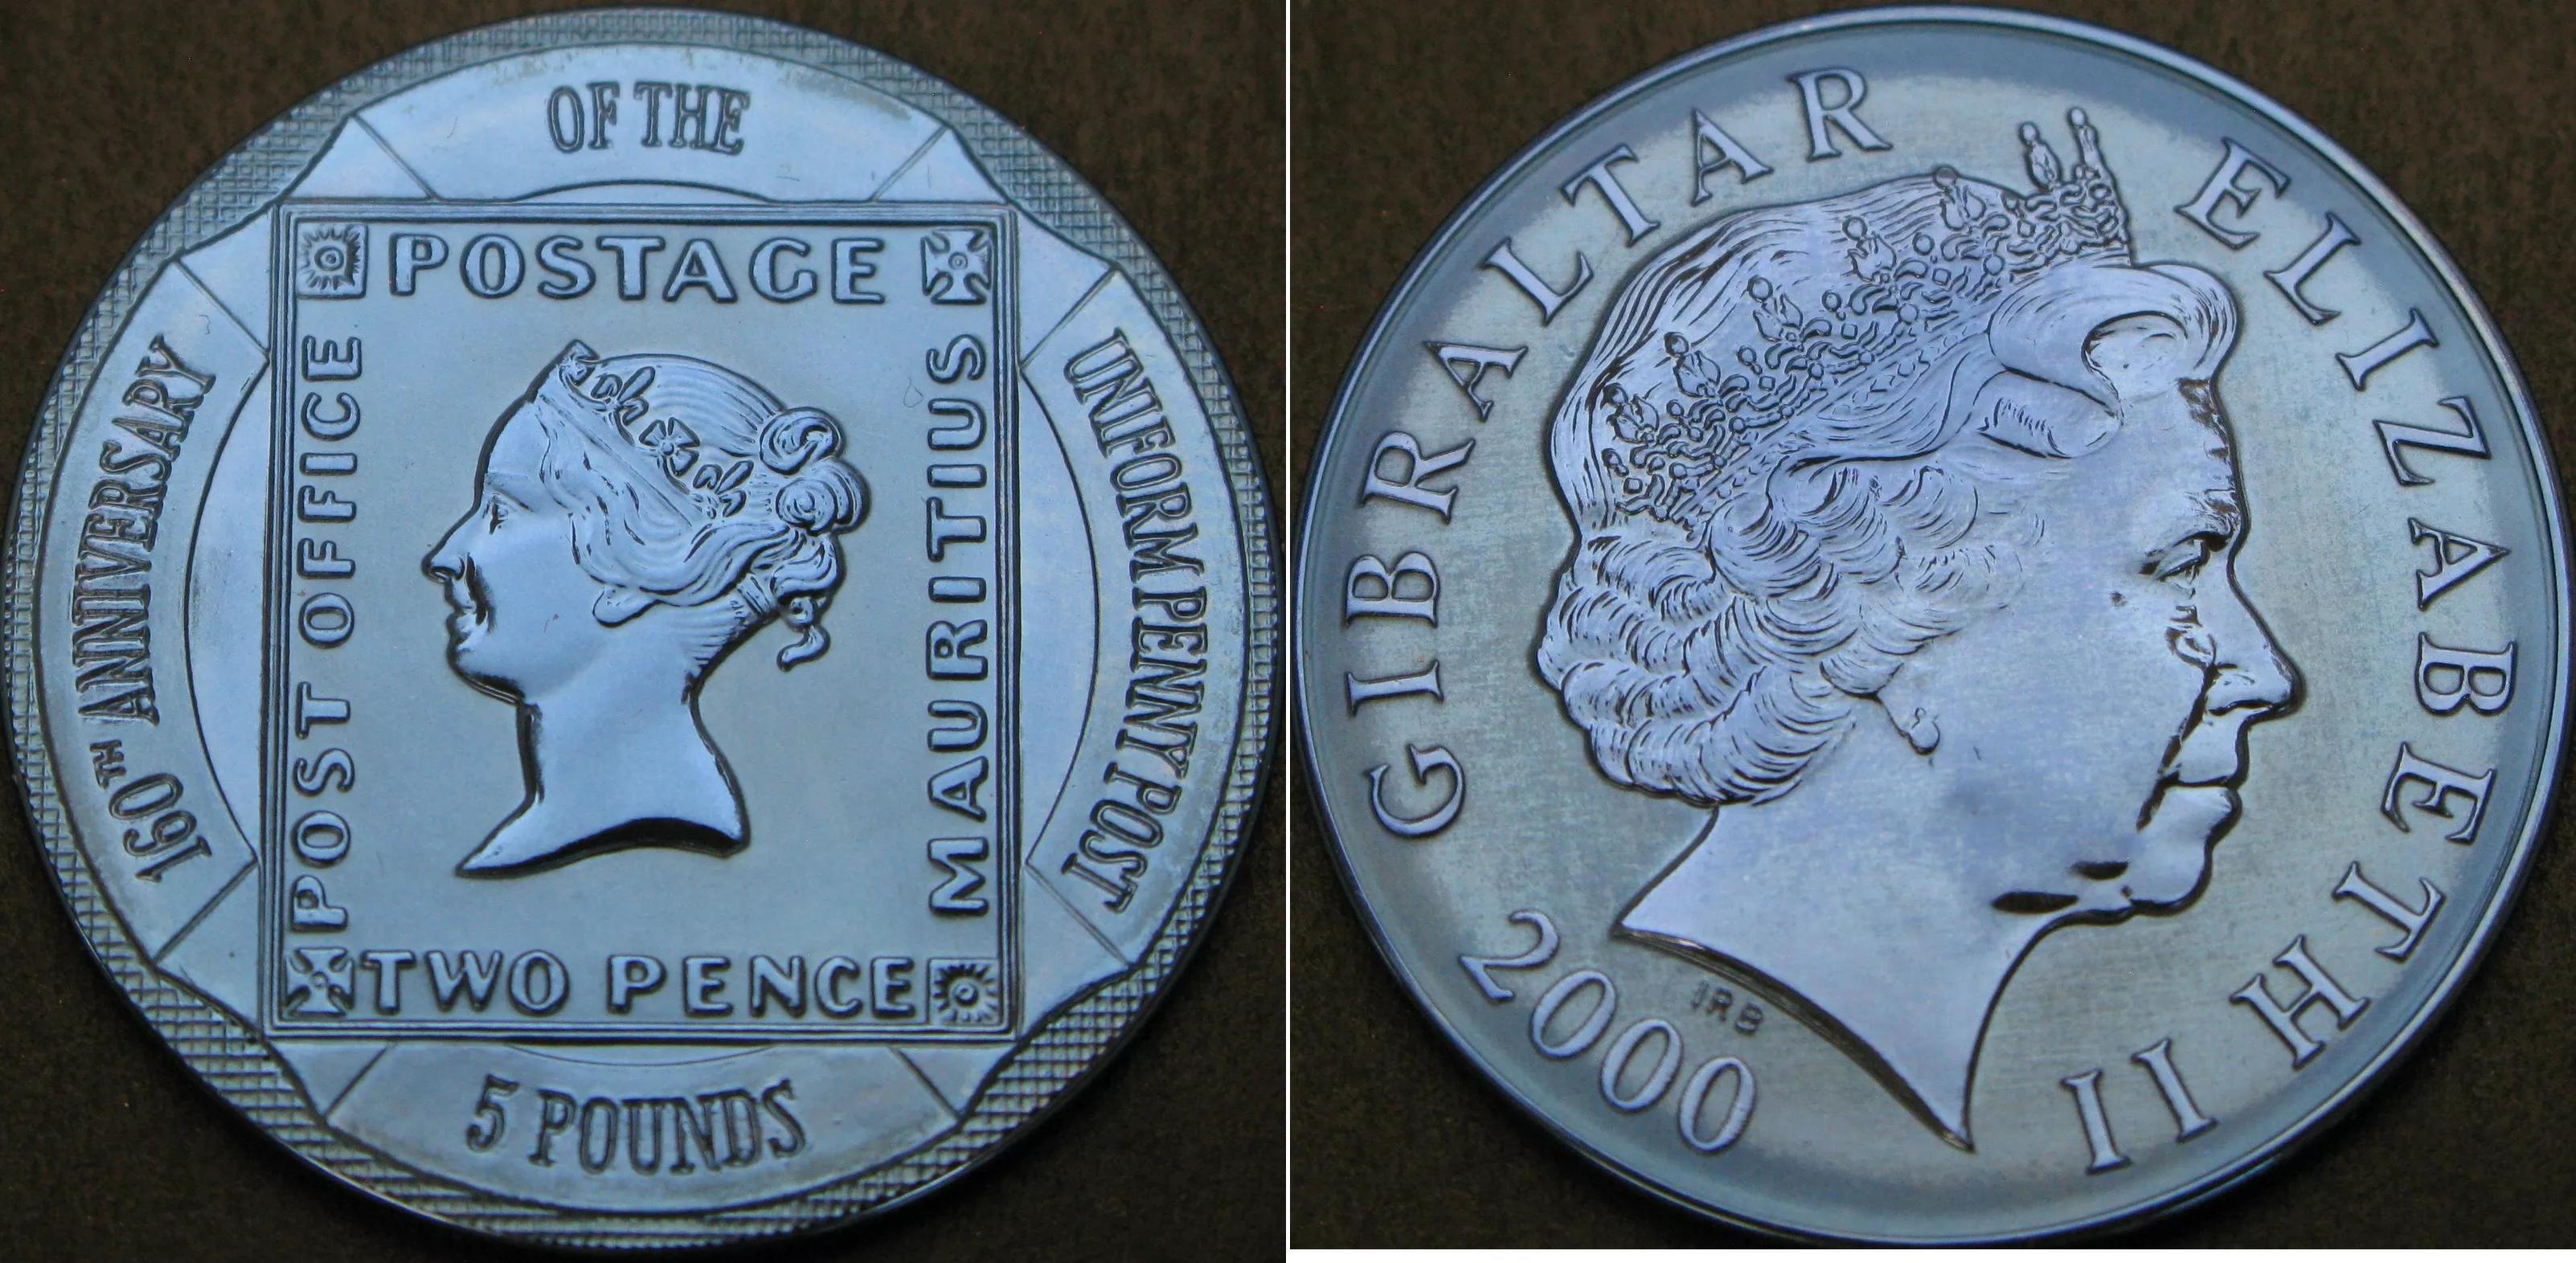 160TH ANNIVERSARY
OF THE
UNIFORM PENNY POST
POSTAGE
POST OFFICE
MAURITIUS
TWO PENCE
5 POUNDS
GIBRALTAR
ELIZABETH II
2000
IRB